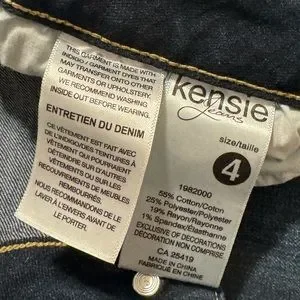 THIS GARMENT IS MADE WITH
INDIGO / GARMENT DYES THAT
MAY TRANSFER ONTO OTHER
GARMENTS OR UPHOLSTERY.
WE RECOMMEND WASHING
INSIDE OUT BEFORE WEARING.
ENTRETIEN DU DENIM
CE VÊTEMENT EST FAIT AVEC
DE L'INDIGO/DES TEINTURES À
VÊTEMENT QUI POURRAIENT
S'ÉTENDRE SUR D'AUTRES
VÊTEMENTS OU SUR LES
MEUBLES REMBOURRÉS.
NOUS RECOMMANDONS DE
LAVER À L'ENVERS AVANT DE
LE PORTER.
kensie
jeans
size/taille
4
1982000
55% Cotton/Coton
25% Polyester/Polyester
19% Rayon/Rayonne
1% Spandex/Élasthanne
EXCLUSIVE OF DECORATIONS
DÉCORATION NON COMPRISE
CA 25419
MADE IN CHINA
FABRIQUÉ EN CHINE